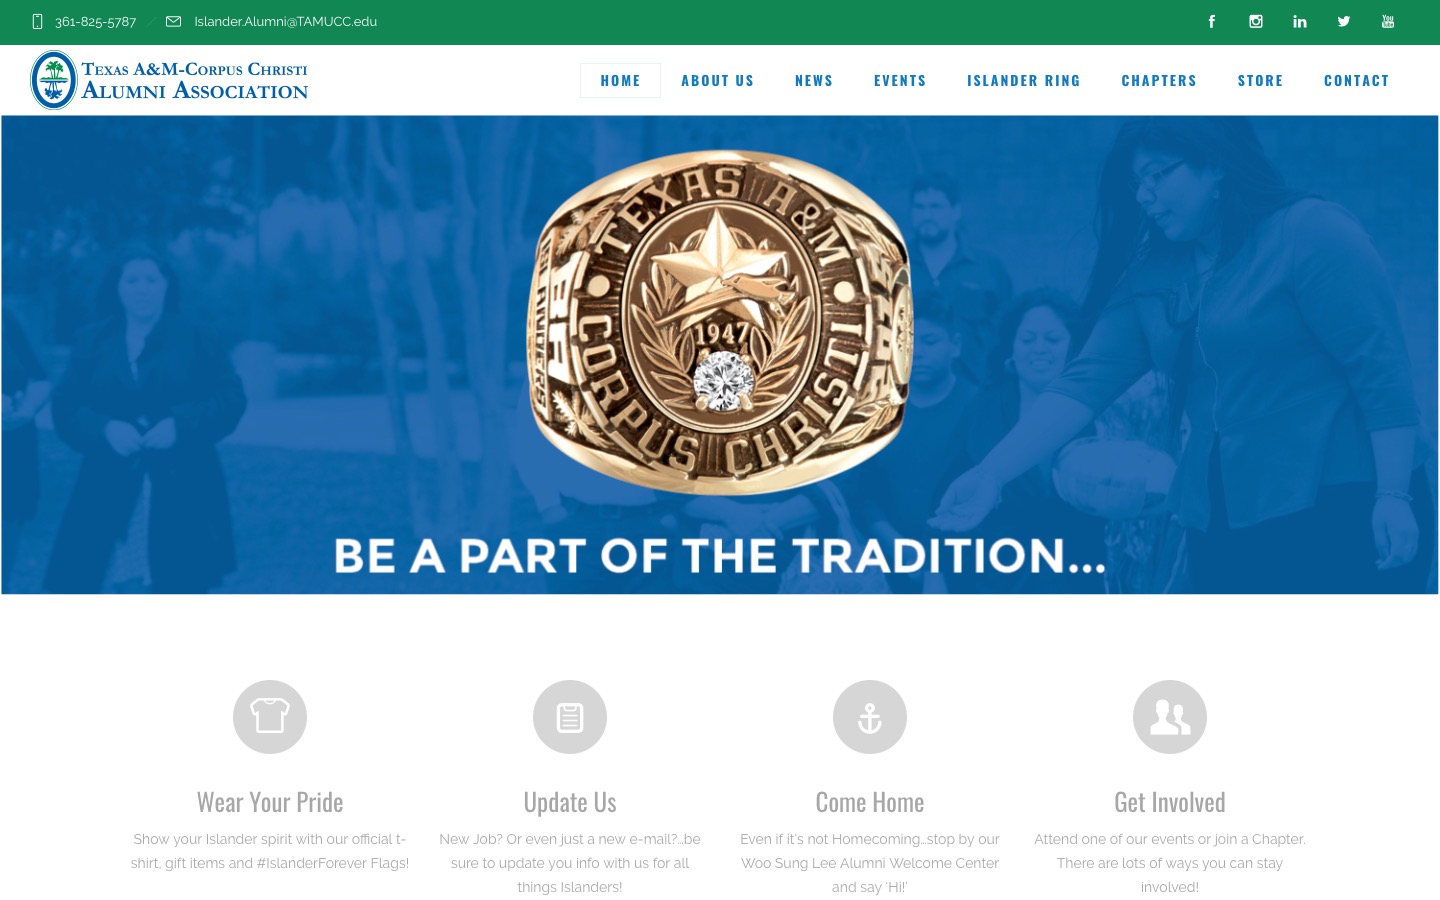 361-825-5787
Islander.Alumni@TAMUCC.edu
Texas A&M-Corpus Christi
Alumni Association
HOME ABOUT US NEWS EVENTS ISLANDER RING CHAPTERS STORE CONTACT
TEXAS A&M
1947
CORPUS CHRISTI
BE A PART OF THE TRADITION...
Wear Your Pride
Show your Islander spirit with our official t-
shirt, gift items and #IslanderForever Flags!
Update Us
New Job? Or even just a new e-mail?...be
sure to update you info with us for all
things Islanders!
Come Home
Even if it's not Homecoming...stop by our
Woo Sung Lee Alumni Welcome Center
and say 'Hi!'
Get Involved
Attend one of our events or join a Chapter.
There are lots of ways you can stay
involved!